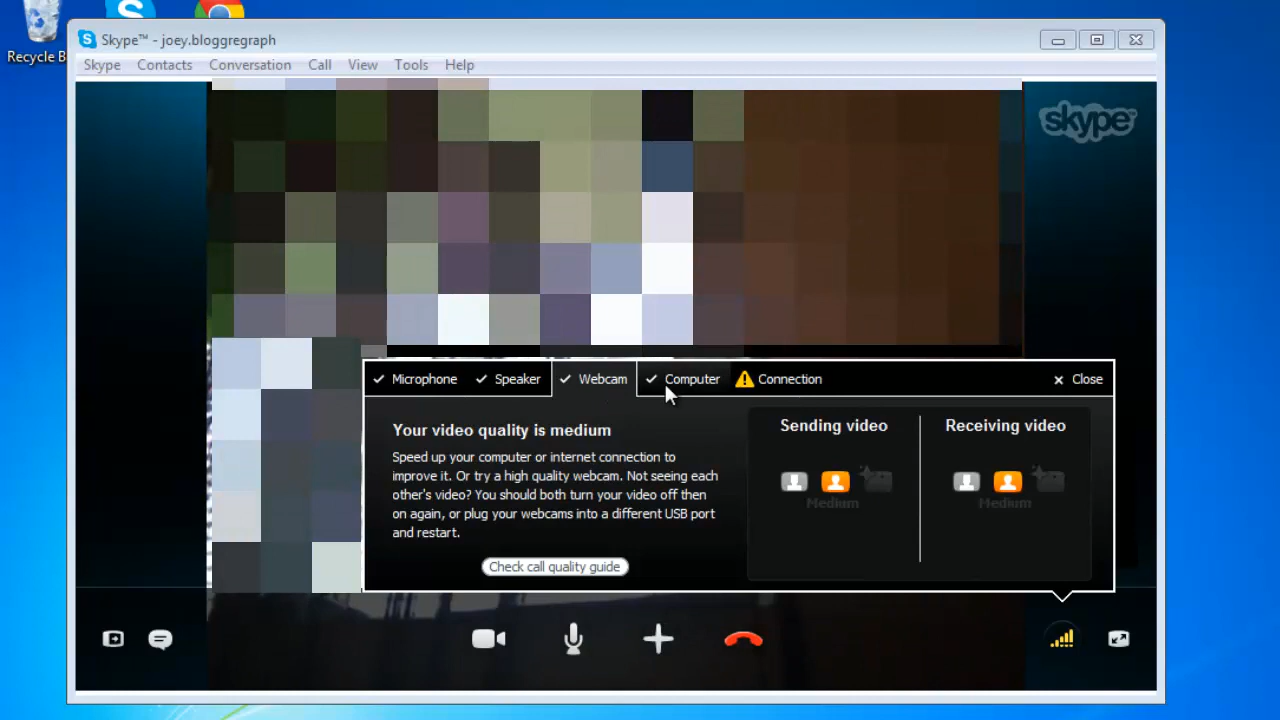 Recycle B
Skype™ - joey.bloggregraph
Skype Contacts Conversation Call View Tools Help
skype
Microphone Speaker Webcam Computer Connection Close
Your video quality is medium
Speed up your computer or internet connection to
improve it. Or try a high quality webcam. Not seeing each
other's video? You should both turn your video off then
on again, or plug your webcams into a different USB port
and restart.
Check call quality guide
Sending video
Medium
Receiving video
Medium